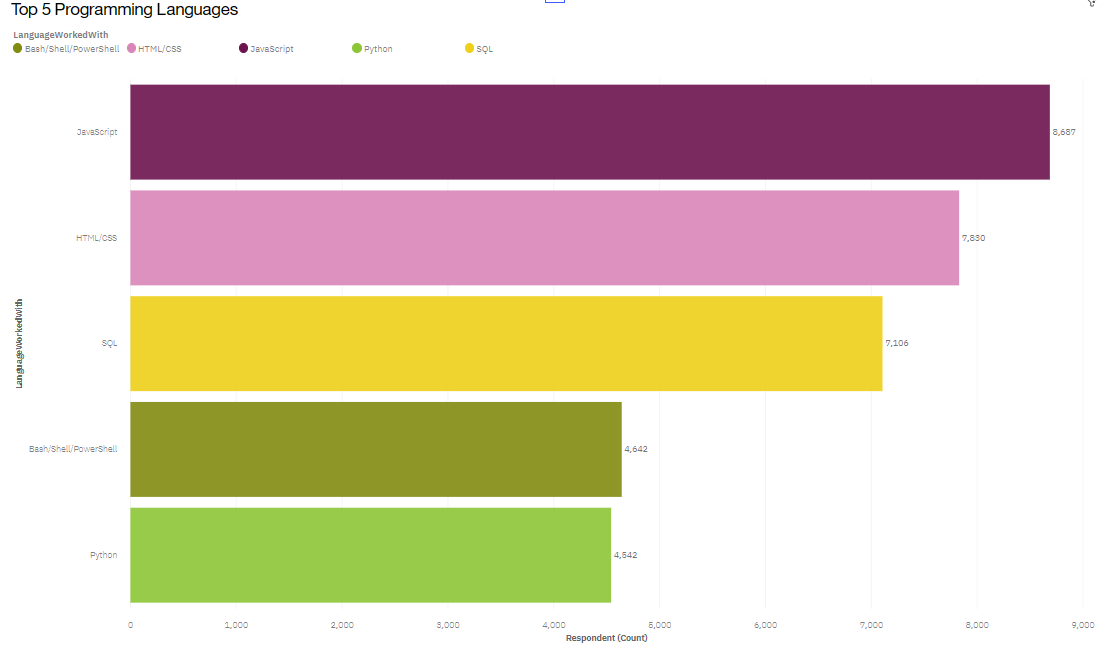 Top 5 Programming Languages
LanguageWorkedWith
Bash/Shell/PowerShell HTML/CSS JavaScript Python SQL
JavaScript 8,687
HTML/CSS 7,830
SQL 7,106
Bash/Shell/PowerShell 4,642
Python 4,542
LanguageWorkedWith
0 1,000 2,000 3,000 4,000 5,000 6,000 7,000 8,000 9,000
Respondent (Count)